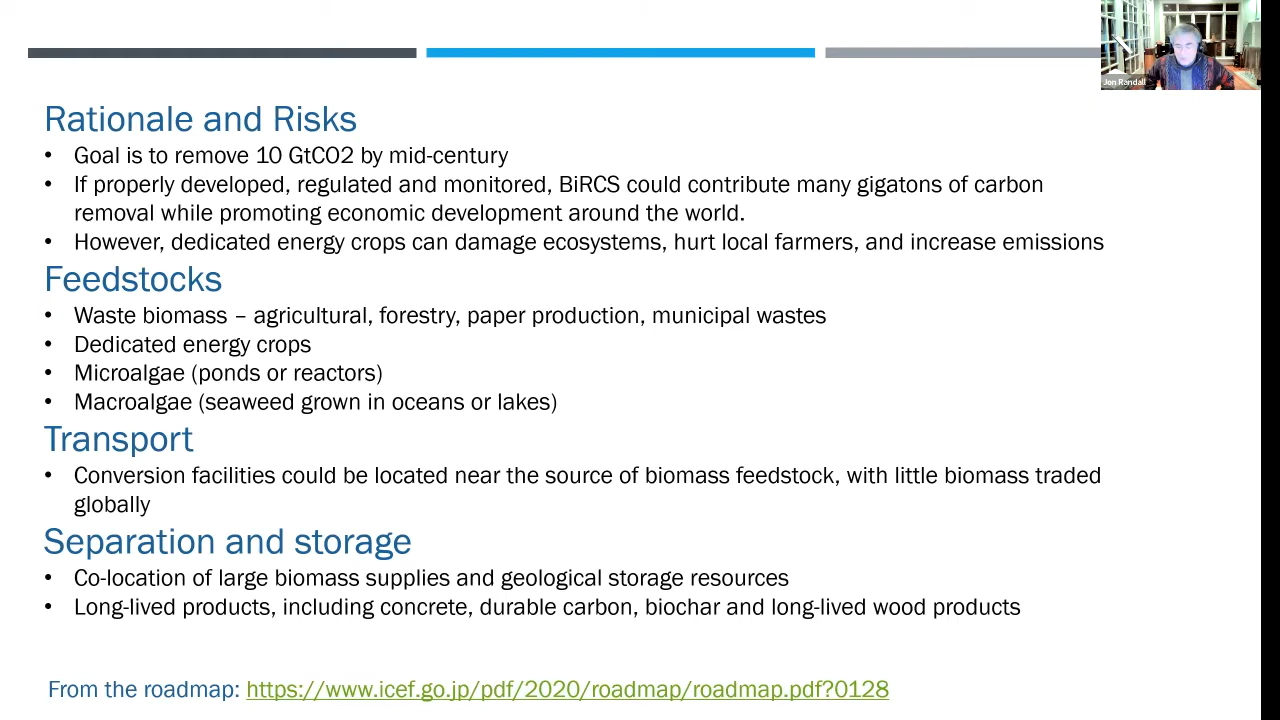 Jon Randall
Rationale and Risks
• Goal is to remove 10 GtCO2 by mid-century
• If properly developed, regulated and monitored, BiRCS could contribute many gigatons of carbon
removal while promoting economic development around the world.
• However, dedicated energy crops can damage ecosystems, hurt local farmers, and increase emissions
Feedstocks
• Waste biomass – agricultural, forestry, paper production, municipal wastes
• Dedicated energy crops
• Microalgae (ponds or reactors)
• Macroalgae (seaweed grown in oceans or lakes)
Transport
• Conversion facilities could be located near the source of biomass feedstock, with little biomass traded
globally
Separation and storage
• Co-location of large biomass supplies and geological storage resources
• Long-lived products, including concrete, durable carbon, biochar and long-lived wood products
From the roadmap: https://www.icef.go.jp/pdf/2020/roadmap/roadmap.pdf?0128